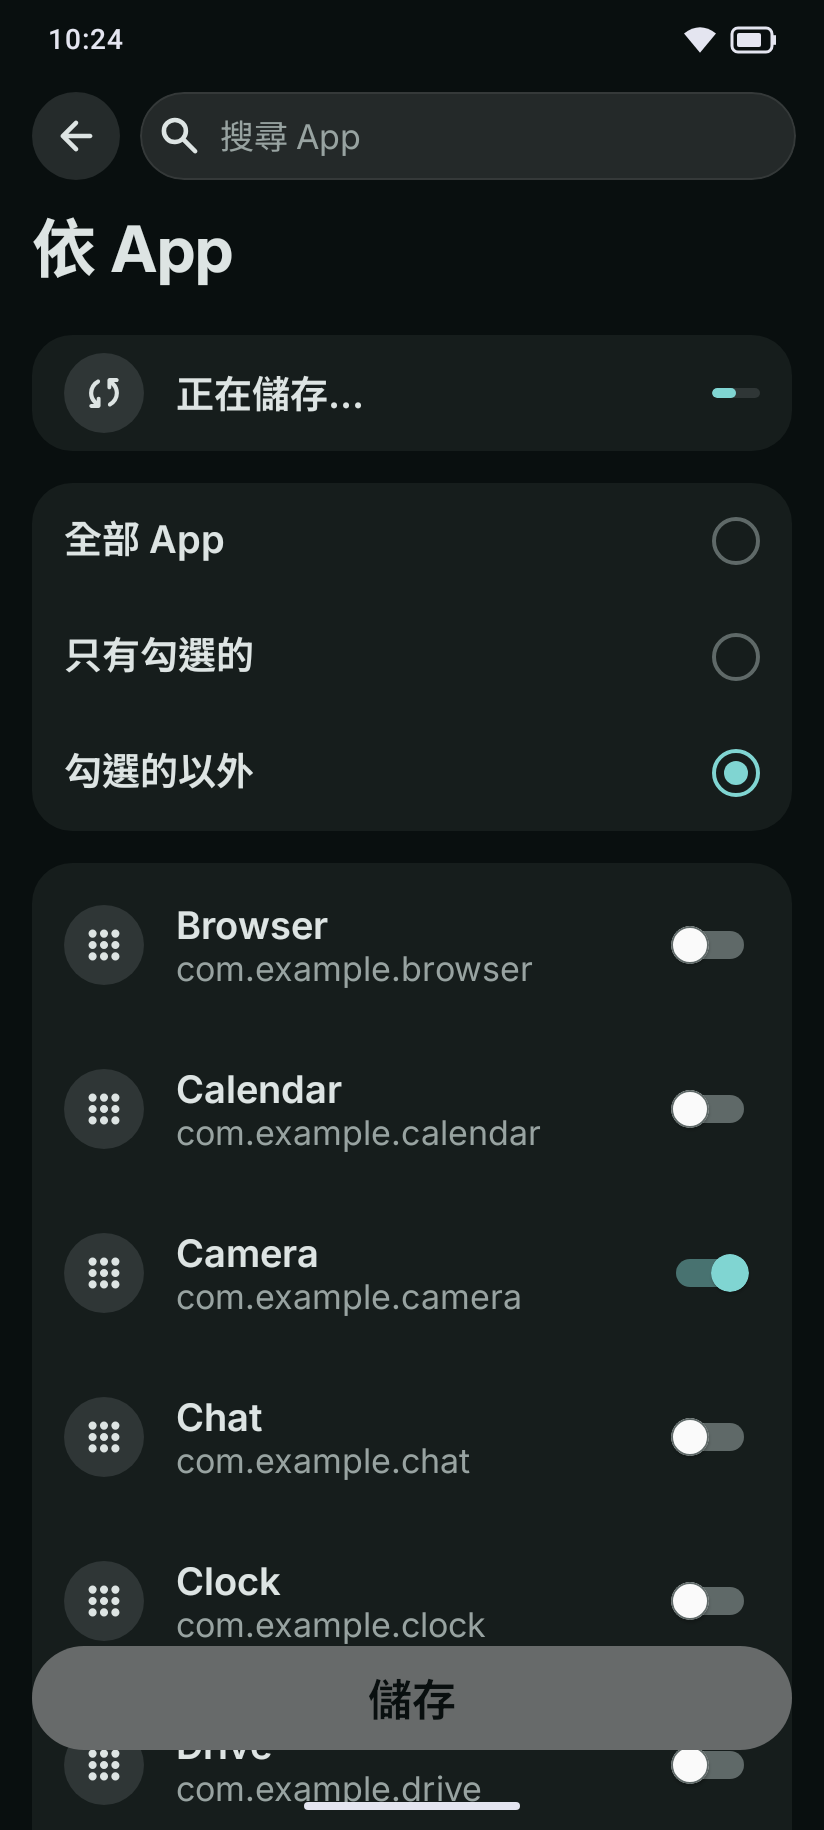 10:24
搜尋 App
依 App
正在儲存...
全部 App
只有勾選的
勾選的以外
Browser
com.example.browser
Calendar
com.example.calendar
Camera
com.example.camera
Chat
com.example.chat
Clock
com.example.clock
儲存
Drive
com.example.drive